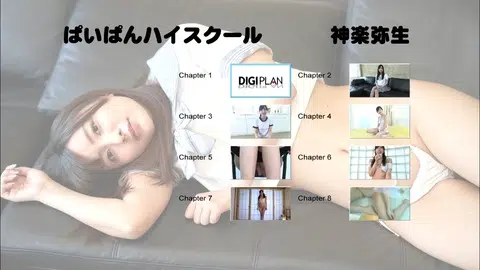 ぱいぱんハイスクール 神楽弥生
Chapter 1 DIGIPLAN Chapter 2
Chapter 3 Chapter 4
Chapter 5 Chapter 6
Chapter 7 Chapter 8